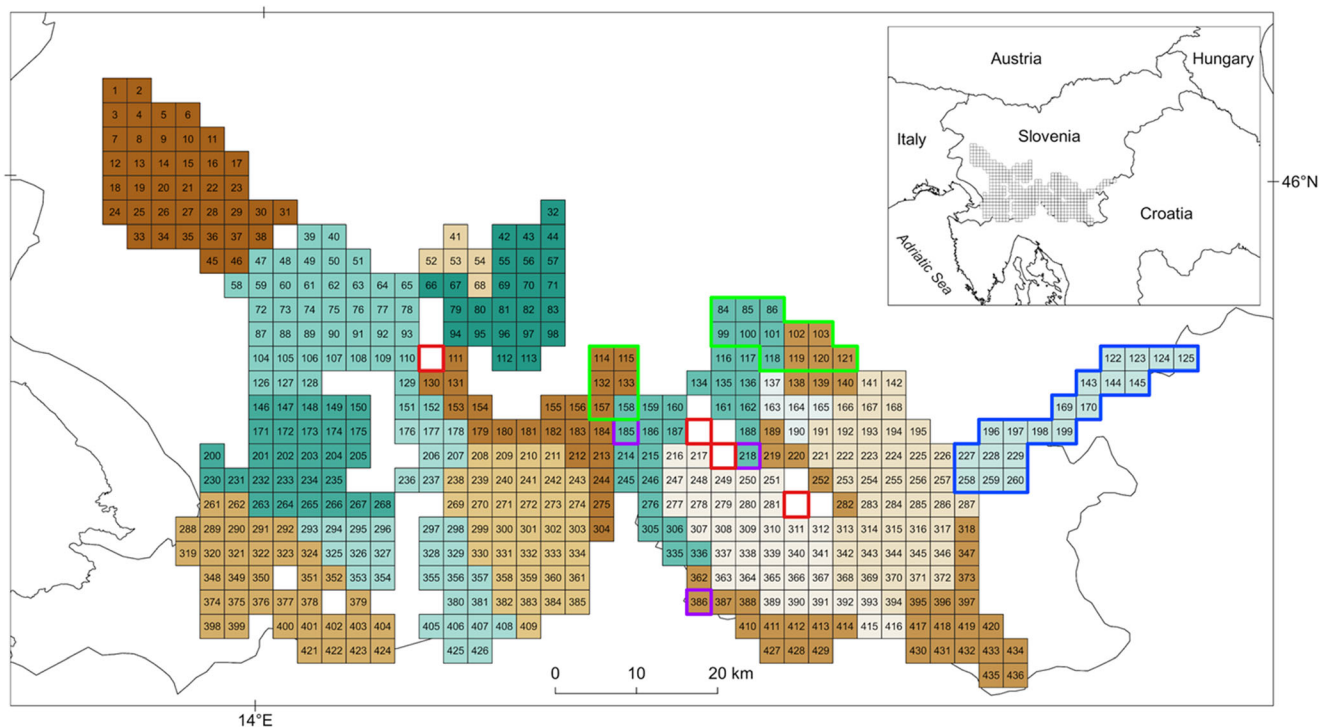 Austria Hungary
Italy Slovenia
Croatia
Adriatic Sea
46°N
1 2
3 4 5 6
7 8 9 10 11
12 13 14 15 16 17
18 19 20 21 22 23
24 25 26 27 28 29 30 31 32
33 34 35 36 37 38 39 40 41 42 43 44
45 46 47 48 49 50 51 52 53 54 55 56 57
58 59 60 61 62 63 64 65 66 67 68 69 70 71
72 73 74 75 76 77 78 79 80 81 82 83 84 85 86
87 88 89 90 91 92 93 94 95 96 97 98 99 100 101 102 103
104 105 106 107 108 109 110 111 112 113 114 115 116 117 118 119 120 121 122 123 124 125
126 127 128 129 130 131 132 133 134 135 136 137 138 139 140 141 142 143 144 145
146 147 148 149 150 151 152 153 154 155 156 157 158 159 160 161 162 163 164 165 166 167 168 169 170
171 172 173 174 175 176 177 178 179 180 181 182 183 184 185 186 187 188 189 190 191 192 193 194 195 196 197 198 199
200 201 202 203 204 205 206 207 208 209 210 211 212 213 214 215 216 217 218 219 220 221 222 223 224 225 226 227 228 229
230 231 232 233 234 235 236 237 238 239 240 241 242 243 244 245 246 247 248 249 250 251 252 253 254 255 256 257 258 259 260
261 262 263 264 265 266 267 268 269 270 271 272 273 274 275 276 277 278 279 280 281 282 283 284 285 286 287
288 289 290 291 292 293 294 295 296 297 298 299 300 301 302 303 304 305 306 307 308 309 310 311 312 313 314 315 316 317 318
319 320 321 322 323 324 325 326 327 328 329 330 331 332 333 334 335 336 337 338 339 340 341 342 343 344 345 346 347
348 349 350 351 352 353 354 355 356 357 358 359 360 361 362 363 364 365 366 367 368 369 370 371 372 373
374 375 376 377 378 379 380 381 382 383 384 385 386 387 388 389 390 391 392 393 394 395 396 397
398 399 400 401 402 403 404 405 406 407 408 409 410 411 412 413 414 415 416 417 418 419 420
421 422 423 424 425 426 427 428 429 430 431 432 433 434
435 436
0 10 20 km
14°E